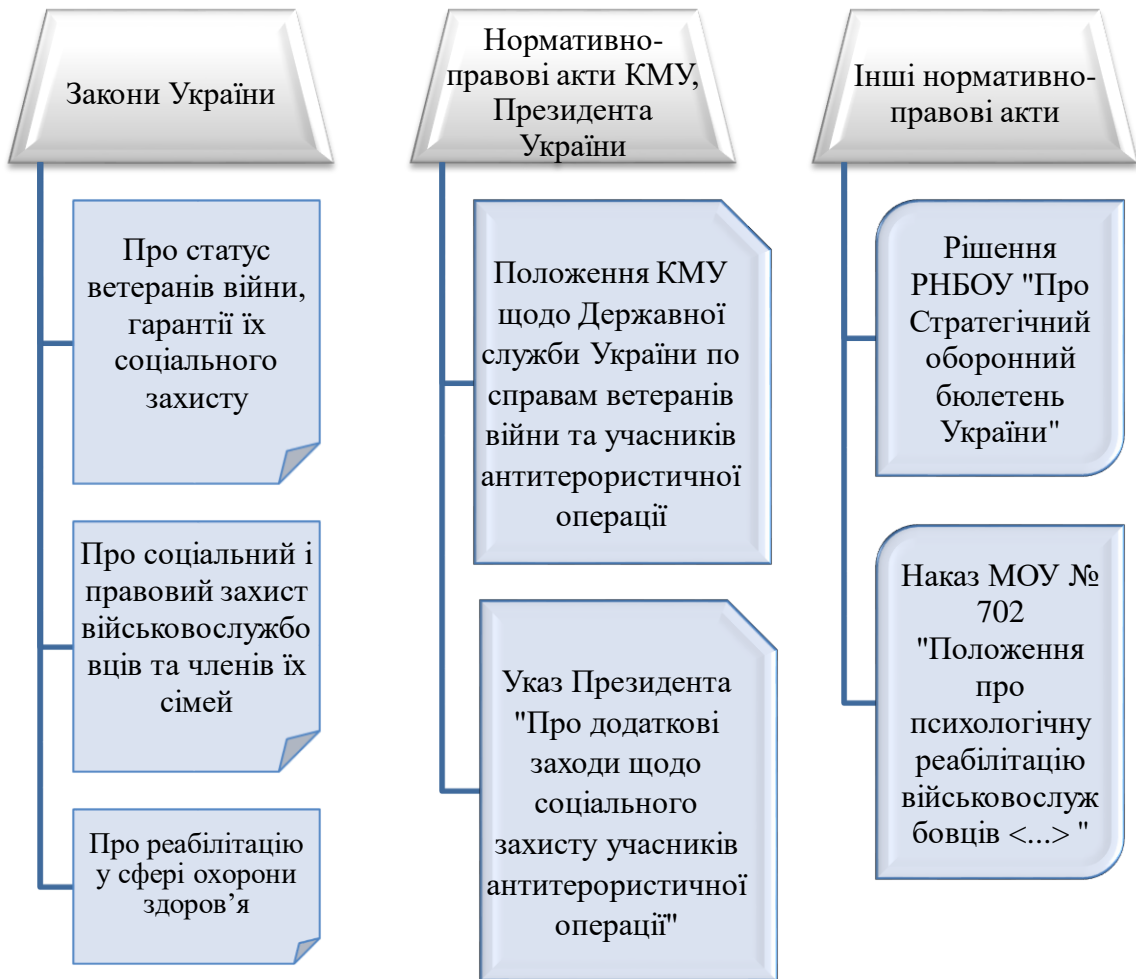 Закони України
Про статус
ветеранів війни,
гарантії їх
соціального
захисту
Про соціальний і
правовий захист
військовослужбо
вців та членів їх
сімей
Про реабілітацію
у сфері охорони
здоров’я
Нормативно-
правові акти КМУ,
Президента
України
Положення КМУ
щодо Державної
служби України по
справам ветеранів
війни та учасників
антитерористичної
операції
Указ Президента
"Про додаткові
заходи щодо
соціального
захисту учасників
антитерористичної
операції"
Інші нормативно-
правові акти
Рішення
РНБОУ "Про
Стратегічний
оборонний
бюлетень
України"
Наказ МОУ №
702
"Положення
про
психологічну
реабілітацію
військовослуж
бовців <...> "